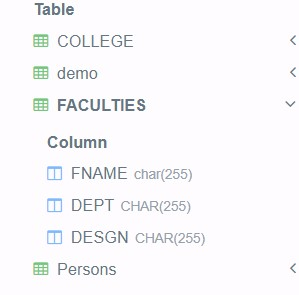 Table
COLLEGE
demo
FACULTIES
Column
FNAME char(255)
DEPT CHAR(255)
DESGN CHAR(255)
Persons